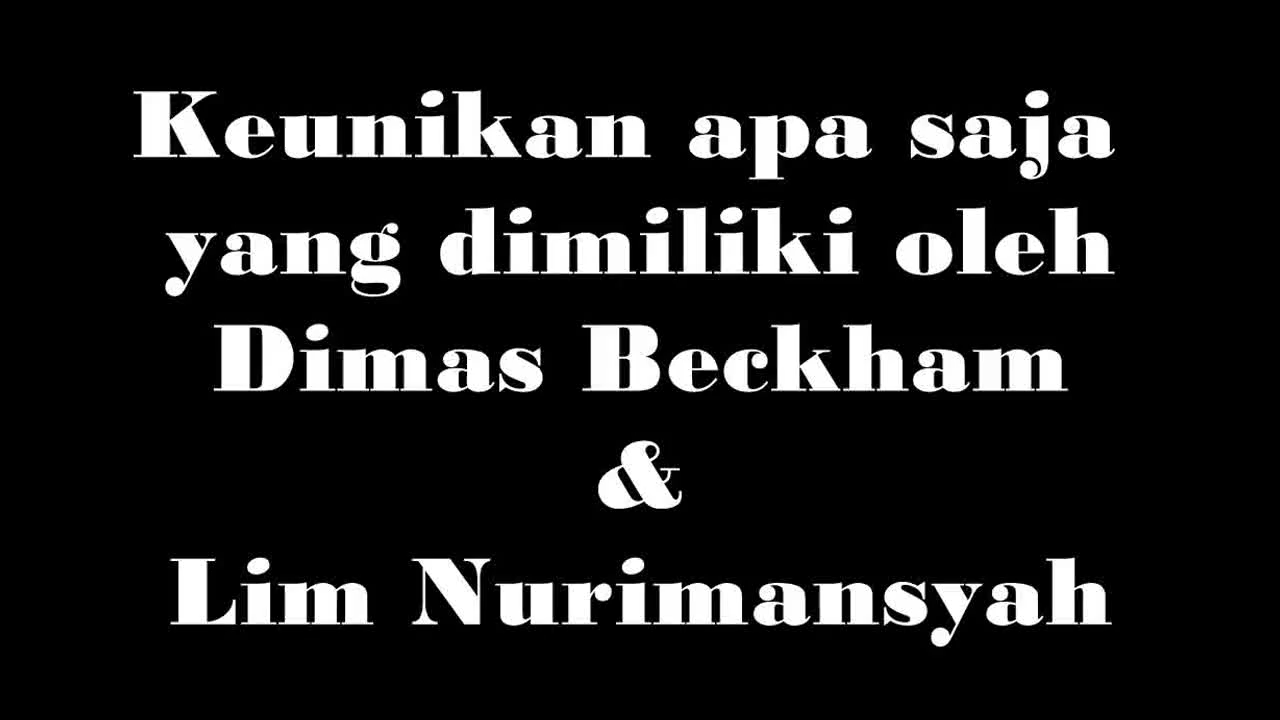 Keunikan apa saja
yang dimiliki oleh
Dimas Beckham
&
Lim Nurimansyah